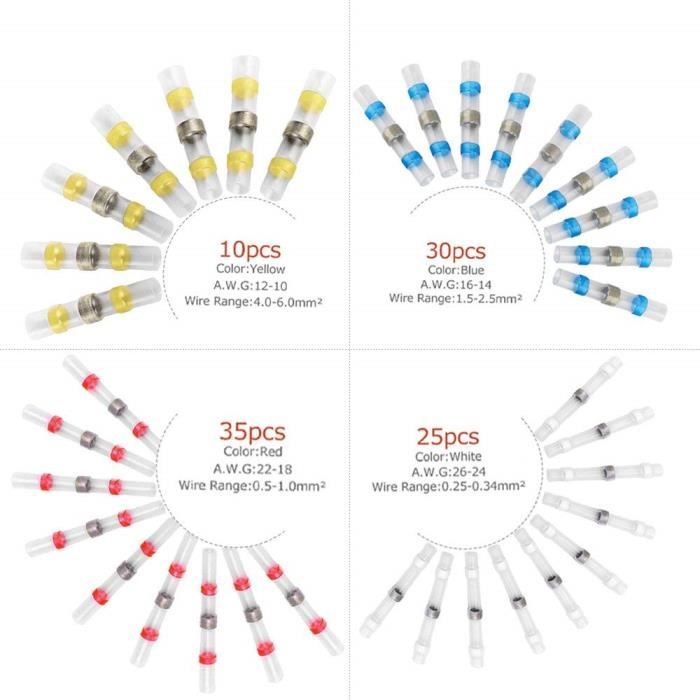 10pcs
Color:Yellow
A.W.G:12-10
Wire Range:4.0-6.0mm²
30pcs
Color:Blue
A.W.G:16-14
Wire Range:1.5-2.5mm²
35pcs
Color:Red
A.W.G:22-18
Wire Range:0.5-1.0mm²
25pcs
Color:White
A.W.G:26-24
Wire Range:0.25-0.34mm²